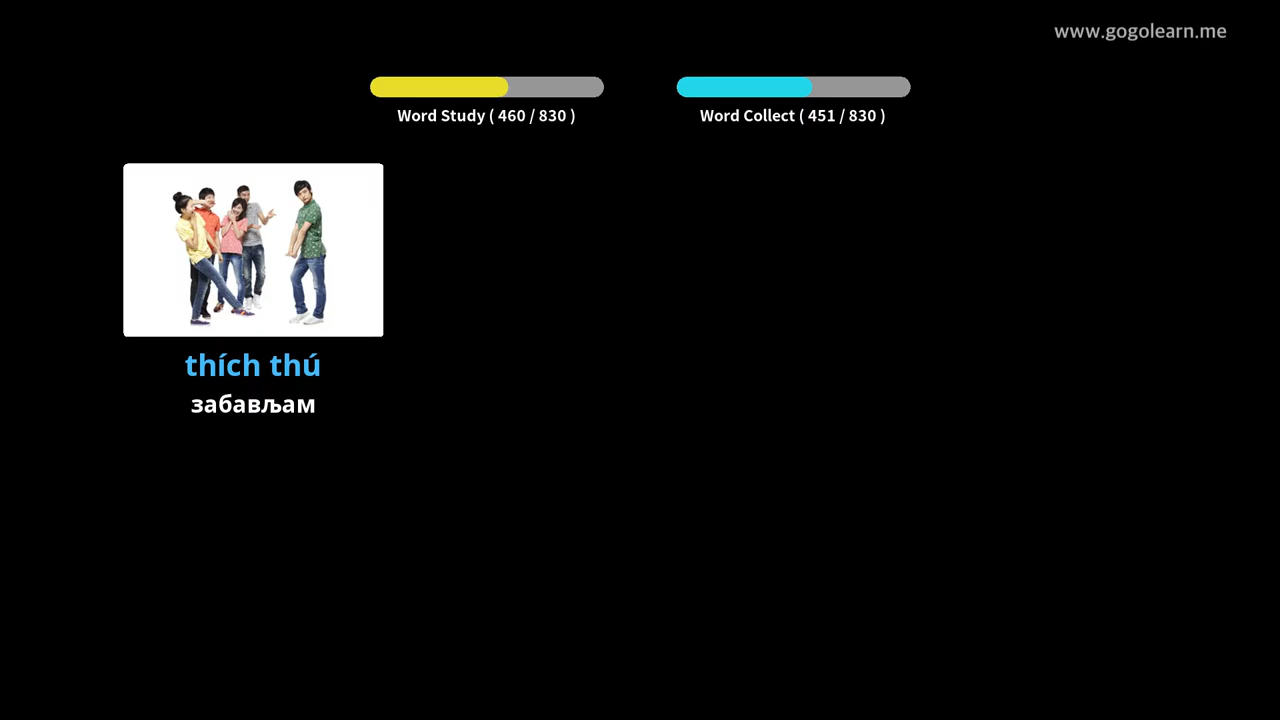 www.gogolearn.me
Word Study ( 460 / 830 )
Word Collect ( 451 / 830 )
thích thú
забављам